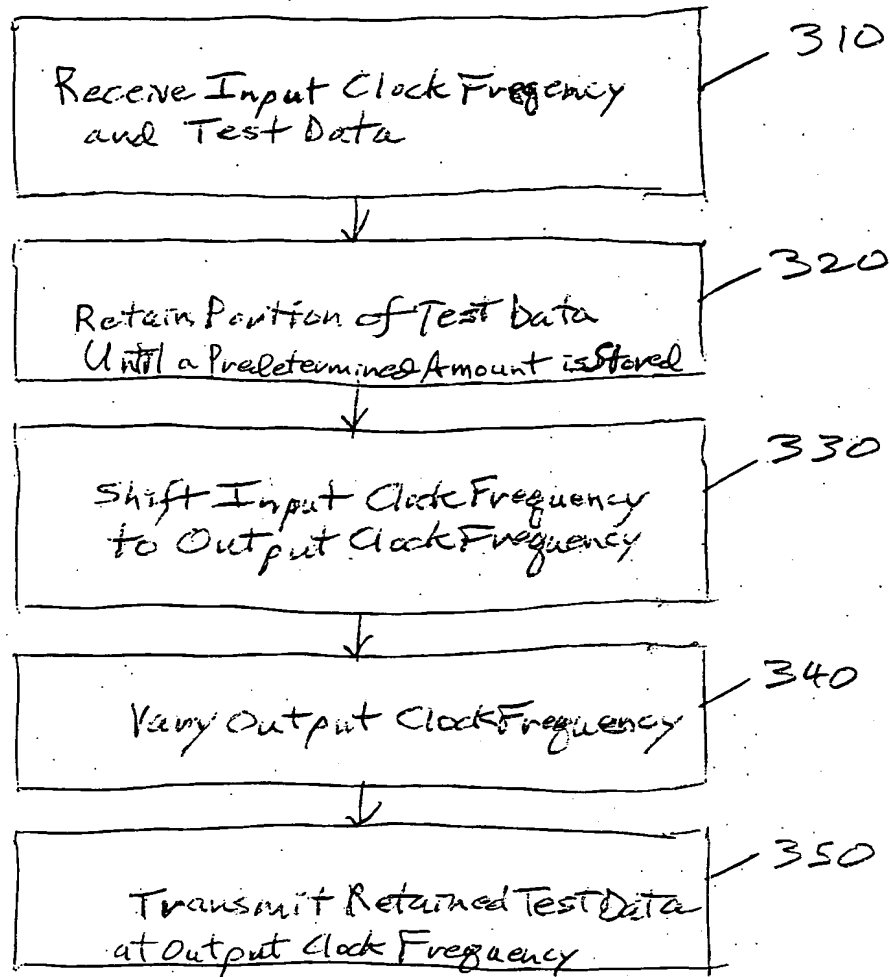 310
Receive Input Clock Freqency
and Test Data
320
Retain Portion of Test Data
Until a Predetermined Amount is Stored
330
Shift Input Clock Frequency
to Output Clock Frequency
340
Vary Output Clock Frequency
350
Transmit Retained Test Data
at Output Clock Frequency